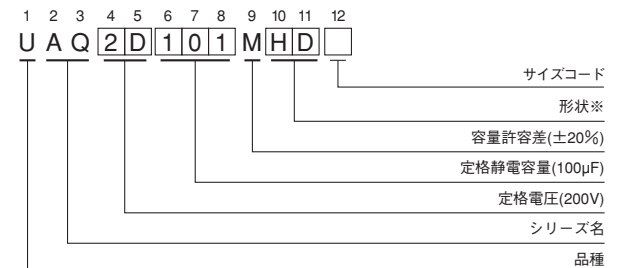 1 2 3 4 5 6 7 8 9 10 11 12
U A Q 2 D 1 0 1 M H D
サイズコード
形状※
容量許容差(±20%)
定格静電容量(100µF)
定格電圧(200V)
シリーズ名
品種